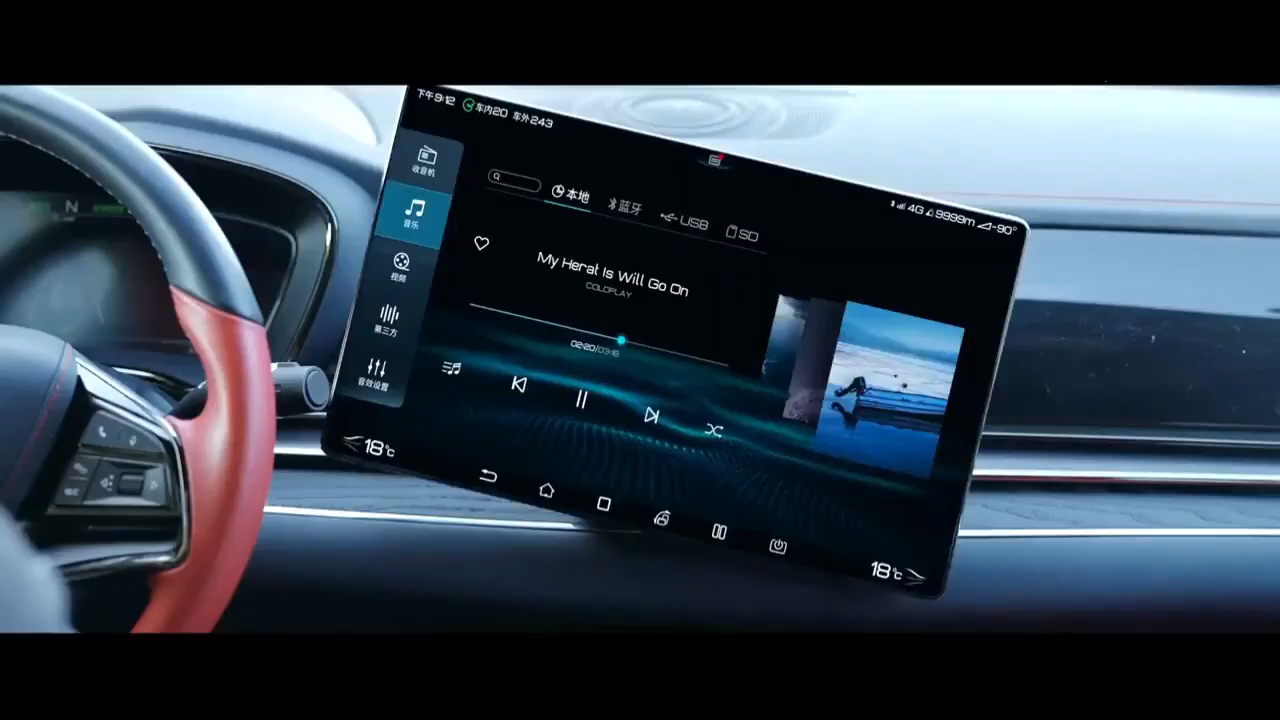 下午9:12 车内20 车外243
4G 9999m -90°
收音机
音乐
视频
第三方
音效设置
本地 蓝牙 USB SD
My Herat Is Will Go On
COLDPLAY
02:20/03:16
18℃
18℃
N